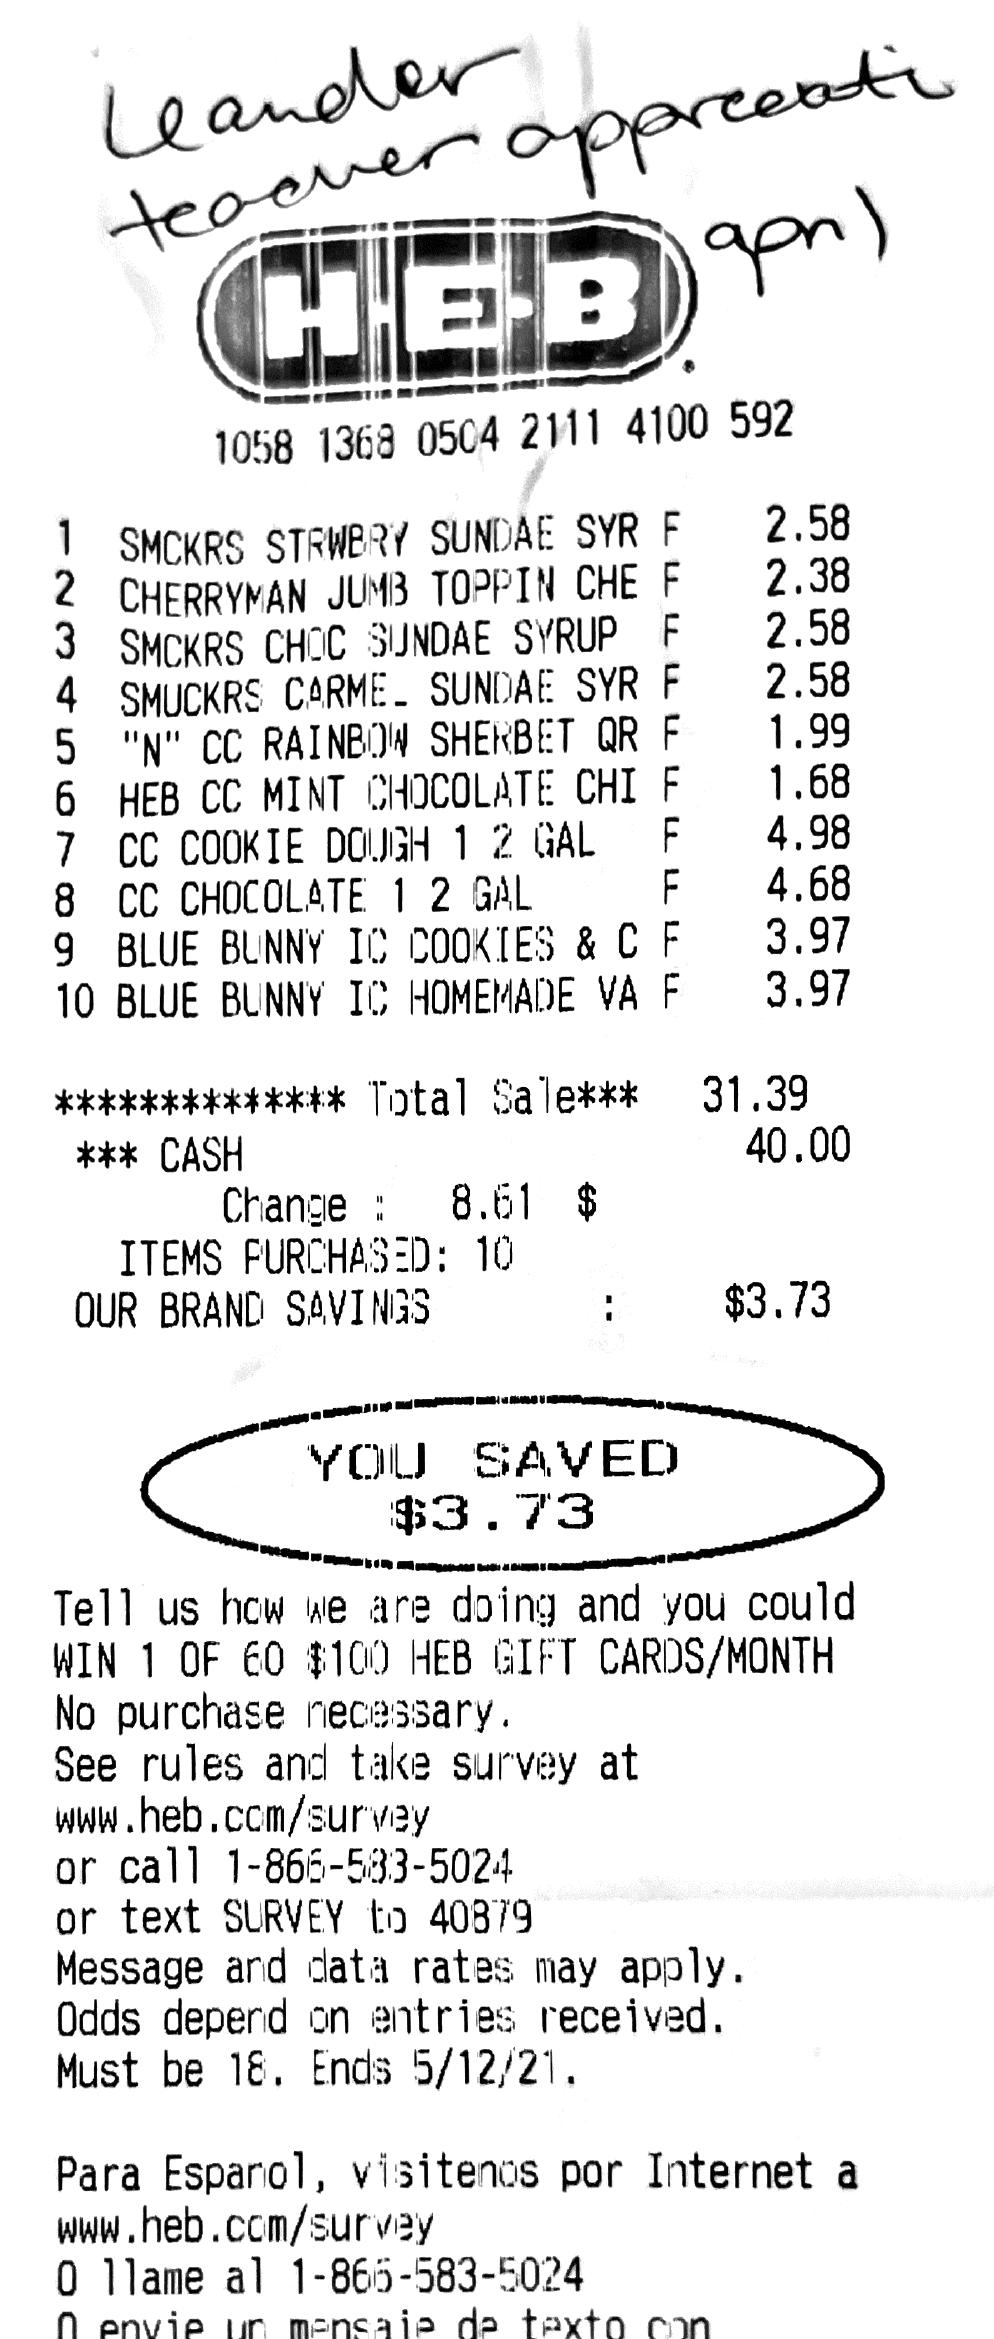 Leander
teacher appreceati
april
H-E-B
1058 1368 0504 2111 4100 592
1 SMCKRS STRWBRY SUNDAE SYR F 2.58
2 CHERRYMAN JUMB TOPPIN CHE F 2.38
3 SMCKRS CHOC SUNDAE SYRUP F 2.58
4 SMUCKRS CARMEL SUNDAE SYR F 2.58
5 "N" CC RAINBOW SHERBET QR F 1.99
6 HEB CC MINT CHOCOLATE CHI F 1.68
7 CC COOKIE DOUGH 1 2 GAL F 4.98
8 CC CHOCOLATE 1 2 GAL F 4.68
9 BLUE BUNNY IC COOKIES & C F 3.97
10 BLUE BUNNY IC HOMEMADE VA F 3.97
************** Total Sale*** 31.39
*** CASH 40.00
Change : 8.61 $
ITEMS PURCHASED: 10
OUR BRAND SAVINGS : $3.73
YOU SAVED
$3.73
Tell us how we are doing and you could
WIN 1 OF 60 $100 HEB GIFT CARDS/MONTH
No purchase necessary.
See rules and take survey at
www.heb.com/survey
or call 1-866-583-5024
or text SURVEY to 40879
Message and data rates may apply.
Odds depend on entries received.
Must be 18. Ends 5/12/21.
Para Espanol, visitenos por Internet a
www.heb.com/survey
O llame al 1-866-583-5024
O envie un mensaje de texto con